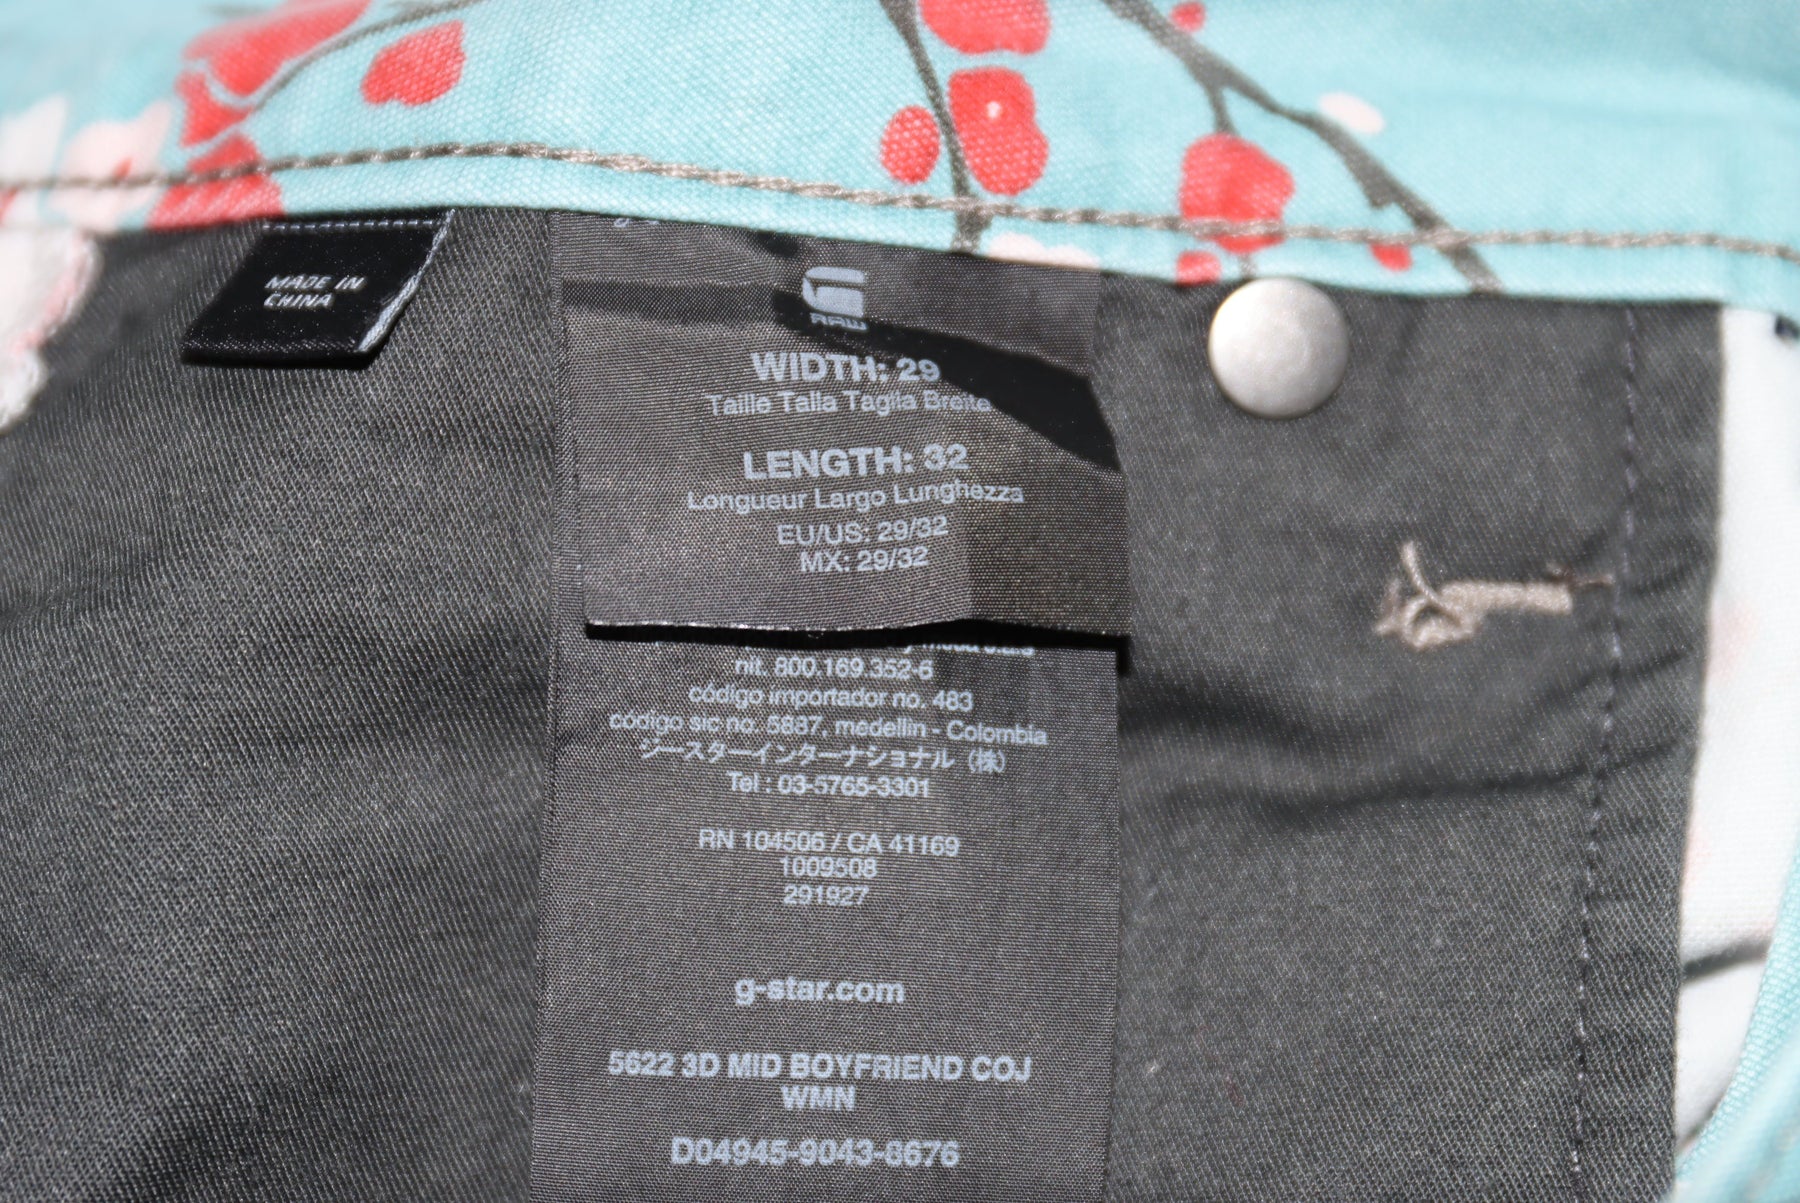 MADE IN
CHINA
RAW
WIDTH: 29
Taille Talla Taglia Breite
LENGTH: 32
Longueur Largo Lunghezza
EU/US: 29/32
MX: 29/32
nit. 800.169.352-6
código importador no. 483
código sic no. 5887, medellin - Colombia
ジースターインターナショナル（株）
Tel : 03-5765-3301
RN 104506 / CA 41169
1009508
291927
g-star.com
5622 3D MID BOYFRIEND COJ
WMN
D04945-9043-8676